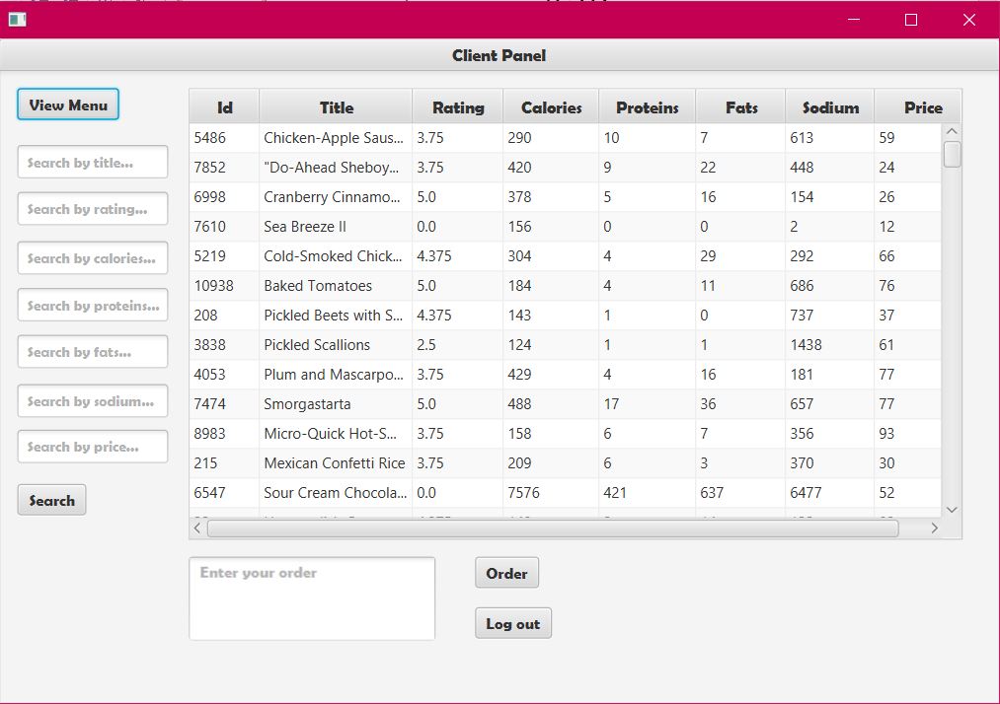 Client Panel
View Menu
Search by title...
Search by rating...
Search by calories...
Search by proteins...
Search by fats...
Search by sodium...
Search by price...
Search
Id Title Rating Calories Proteins Fats Sodium Price
5486 Chicken-Apple Saus... 3.75 290 10 7 613 59
7852 "Do-Ahead Sheboy... 3.75 420 9 22 448 24
6998 Cranberry Cinnamo... 5.0 378 5 16 154 26
7610 Sea Breeze II 0.0 156 0 0 2 12
5219 Cold-Smoked Chick... 4.375 304 4 29 292 66
10938 Baked Tomatoes 5.0 184 4 11 686 76
208 Pickled Beets with S... 4.375 143 1 0 737 37
3838 Pickled Scallions 2.5 124 1 1 1438 61
4053 Plum and Mascarpo... 3.75 429 4 16 181 77
7474 Smorgastarta 5.0 488 17 36 657 77
8983 Micro-Quick Hot-S... 3.75 158 6 7 356 93
215 Mexican Confetti Rice 3.75 209 6 3 370 30
6547 Sour Cream Chocola... 0.0 7576 421 637 6477 52
Enter your order
Order
Log out